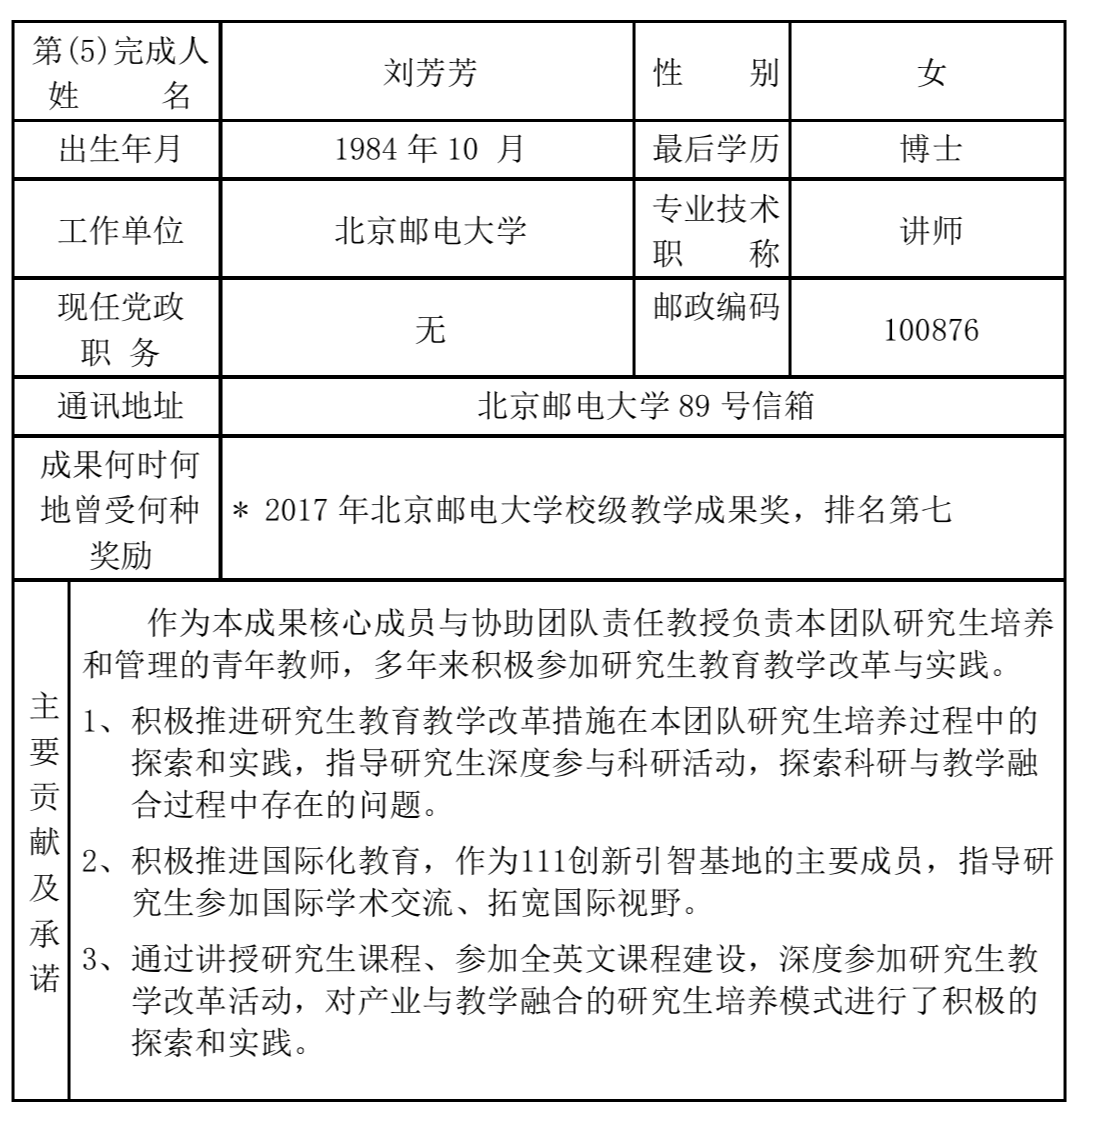 第(5)完成人
姓 名
刘芳芳
性 别
女
出生年月
1984 年 10 月
最后学历
博士
工作单位
北京邮电大学
专业技术
职 称
讲师
现任党政
职 务
无
邮政编码
100876
通讯地址
北京邮电大学 89 号信箱
成果何时何
地曾受何种
奖励
* 2017 年北京邮电大学校级教学成果奖，排名第七
主要贡献及承诺
作为本成果核心成员与协助团队责任教授负责本团队研究生培养
和管理的青年教师，多年来积极参加研究生教育教学改革与实践。
1、积极推进研究生教育教学改革措施在本团队研究生培养过程中的
探索和实践，指导研究生深度参与科研活动，探索科研与教学融
合过程中存在的问题。
2、积极推进国际化教育，作为111创新引智基地的主要成员，指导研
究生参加国际学术交流、拓宽国际视野。
3、通过讲授研究生课程、参加全英文课程建设，深度参加研究生教
学改革活动，对产业与教学融合的研究生培养模式进行了积极的
探索和实践。